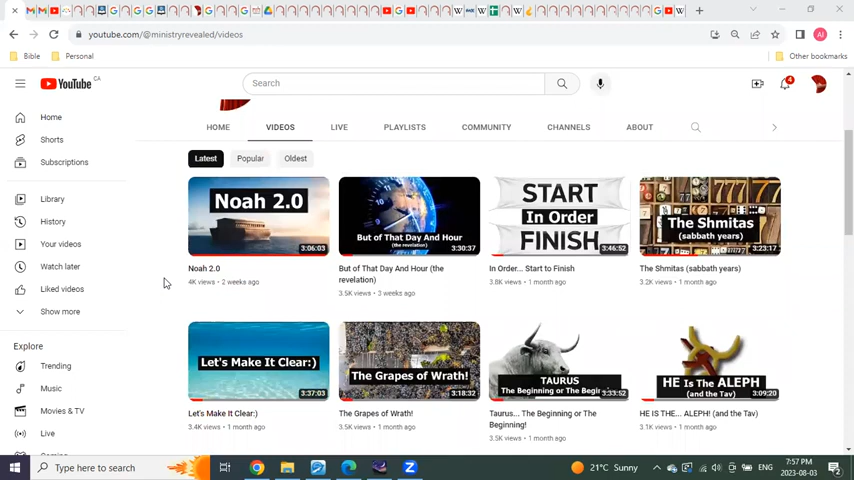 youtube.com/@ministryrevealed/videos
Bible
Personal
Other bookmarks
YouTube CA
Search
4
HOME
VIDEOS
LIVE
PLAYLISTS
COMMUNITY
CHANNELS
ABOUT
Home
Shorts
Subscriptions
Library
History
Your videos
Watch later
Liked videos
Show more
Explore
Trending
Music
Movies & TV
Live
Latest
Popular
Oldest
Noah 2.0
3:06:03
But of That Day And Hour
(the revelation)
3:30:37
START
In Order
FINISH
3:46:52
The Shmitas
(sabbath years)
3:23:17
Noah 2.0
4K views • 2 weeks ago
But of That Day And Hour (the
revelation)
3.5K views • 3 weeks ago
In Order... Start to Finish
3.8K views • 1 month ago
The Shmitas (sabbath years)
3.2K views • 1 month ago
Let's Make It Clear:)
3:37:03
The Grapes of Wrath!
3:18:32
TAURUS
The Beginning or The Begin
3:33:52
HE Is The ALEPH
(and the Tav)
3:09:20
Let's Make It Clear:)
3.4K views • 1 month ago
The Grapes of Wrath!
3.5K views • 1 month ago
Taurus... The Beginning or The
Beginning!
3.5K views • 1 month ago
HE IS THE... ALEPH! (and the Tav)
3.1K views • 1 month ago
Type here to search
21°C Sunny
ENG
7:57 PM
2023-08-03
2